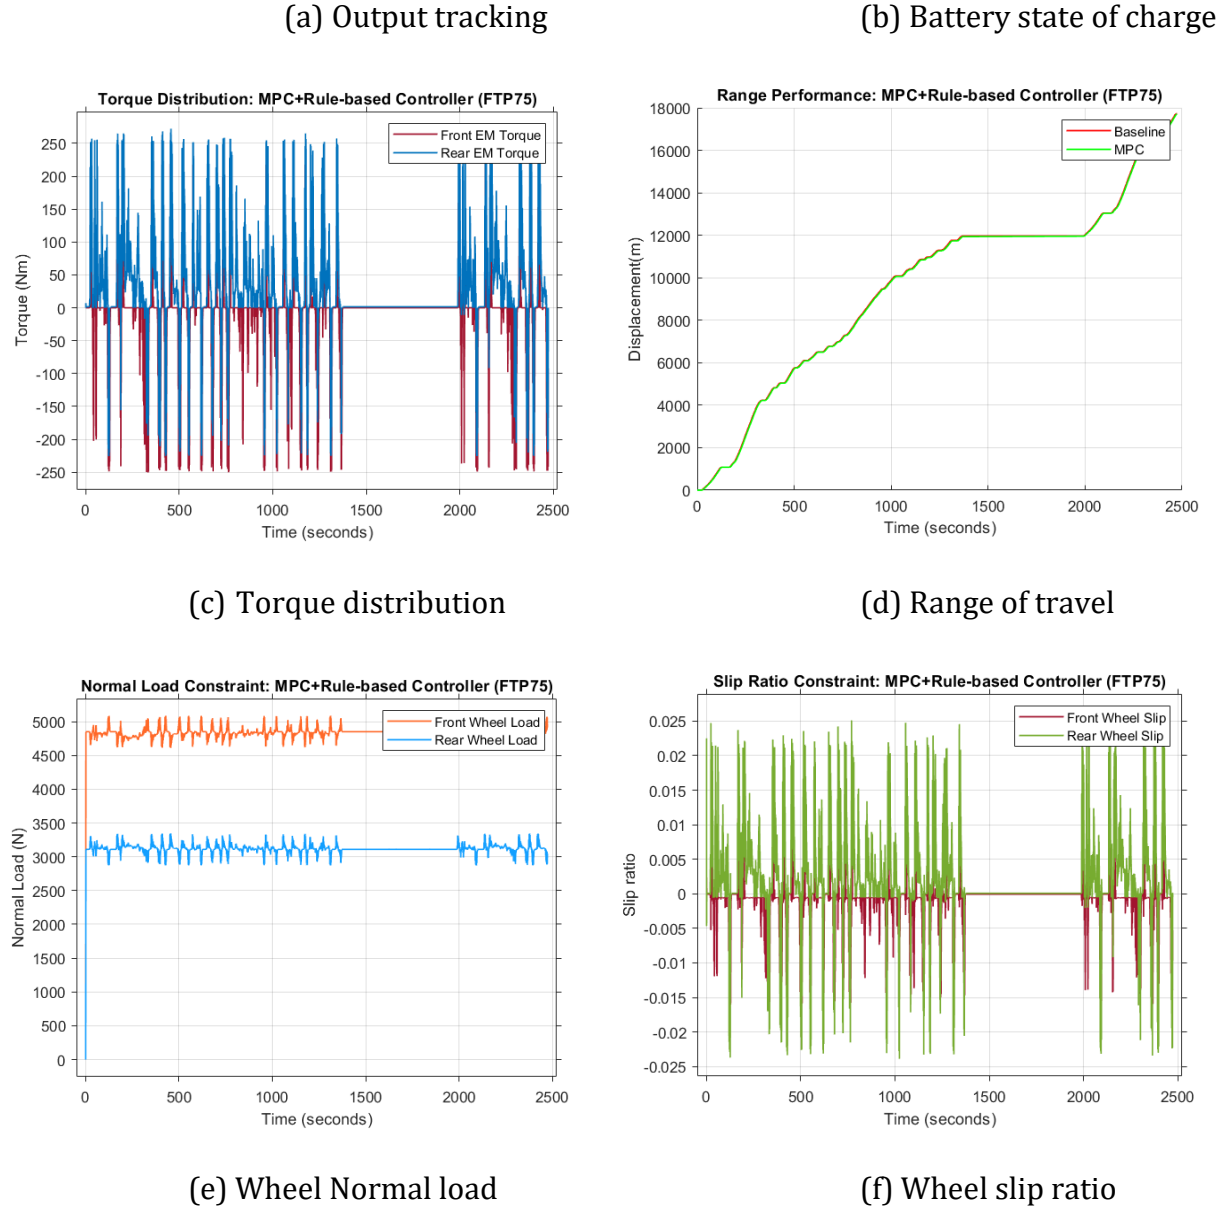 (a) Output tracking
(b) Battery state of charge
Torque Distribution: MPC+Rule-based Controller (FTP75)
Front EM Torque
Rear EM Torque
250
200
150
100
50
0
-50
-100
-150
-200
-250
Torque (Nm)
0 500 1000 1500 2000 2500
Time (seconds)
Range Performance: MPC+Rule-based Controller (FTP75)
Baseline
MPC
18000
16000
14000
12000
10000
8000
6000
4000
2000
0
Displacement(m)
0 500 1000 1500 2000 2500
Time (seconds)
(c) Torque distribution
(d) Range of travel
Normal Load Constraint: MPC+Rule-based Controller (FTP75)
Front Wheel Load
Rear Wheel Load
5000
4500
4000
3500
3000
2500
2000
1500
1000
500
0
Normal Load (N)
0 500 1000 1500 2000 2500
Time (seconds)
Slip Ratio Constraint: MPC+Rule-based Controller (FTP75)
Front Wheel Slip
Rear Wheel Slip
0.025
0.02
0.015
0.01
0.005
0
-0.005
-0.01
-0.015
-0.02
-0.025
Slip ratio
0 500 1000 1500 2000 2500
Time (seconds)
(e) Wheel Normal load
(f) Wheel slip ratio